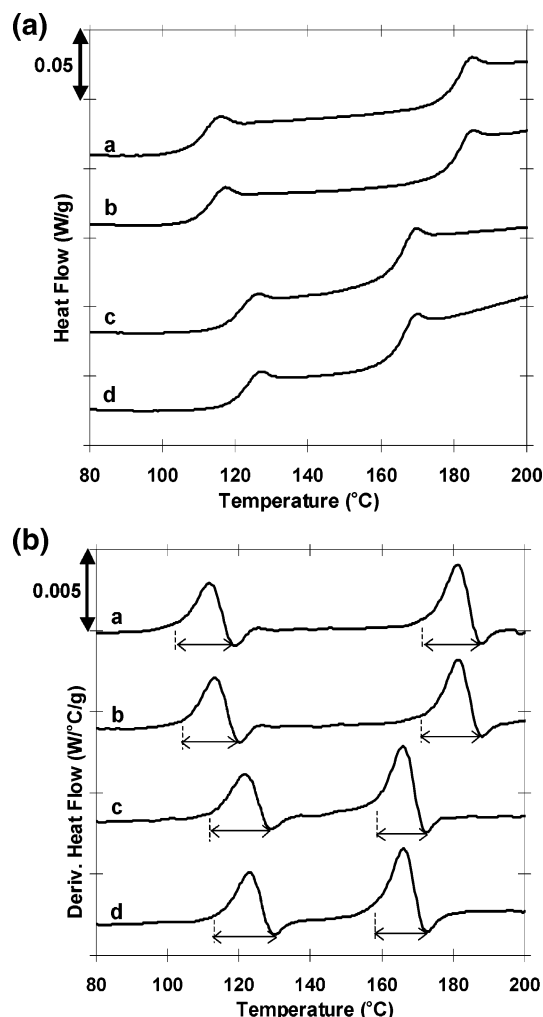 (a)
0.05
a
b
c
d
Heat Flow (W/g)
80 100 120 140 160 180 200
Temperature (°C)
(b)
0.005
a
b
c
d
Deriv. Heat Flow (W/°C/g)
80 100 120 140 160 180 200
Temperature (°C)